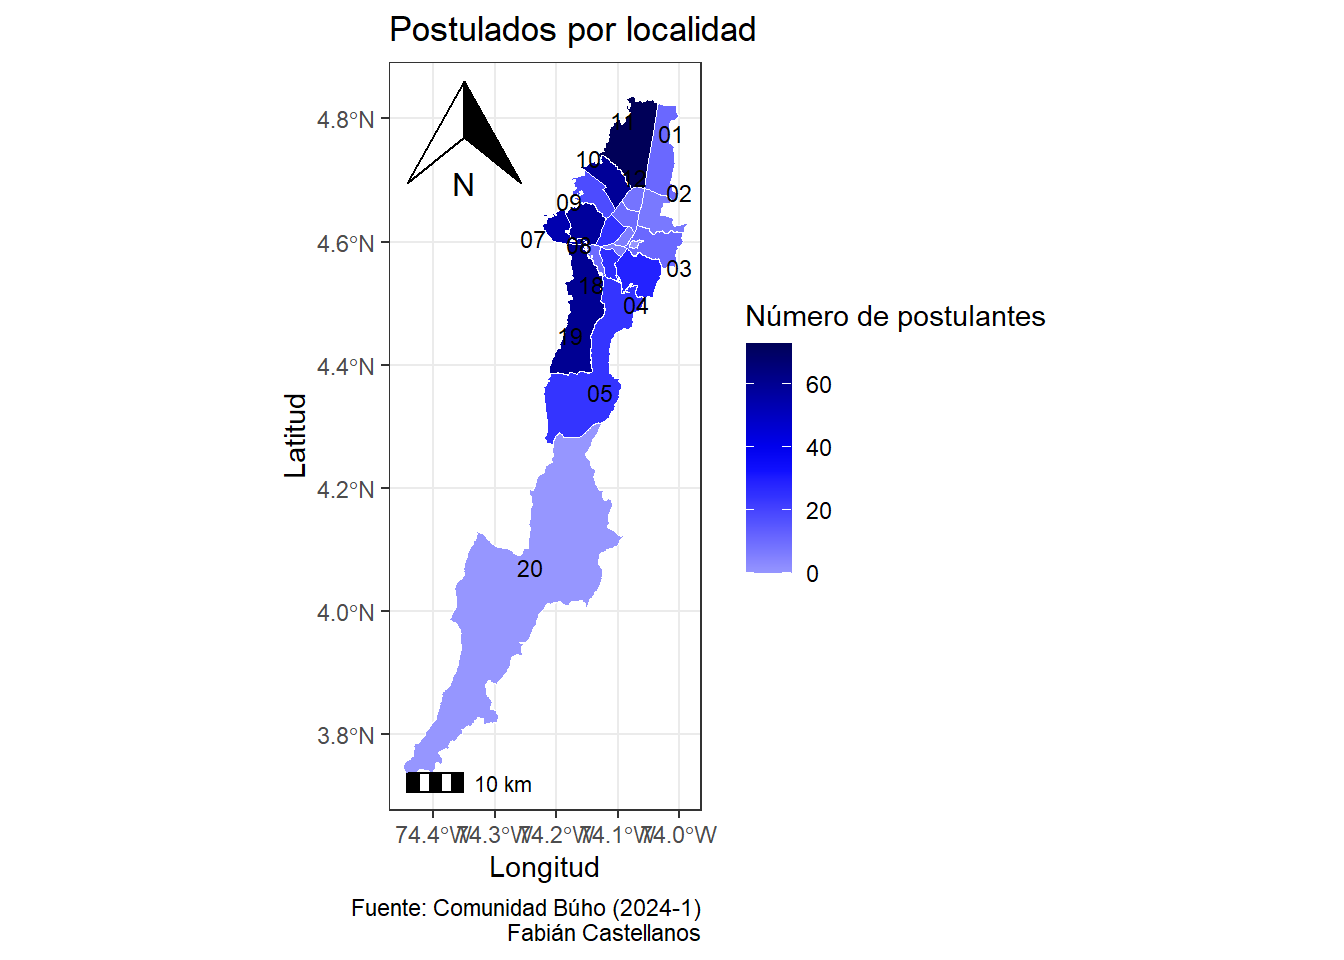 Postulados por localidad
4.8°N
4.6°N
4.4°N
4.2°N
4.0°N
3.8°N
Latitud
N
11
01
10
12
02
09
07
08
03
18
04
19
05
20
10 km
74.4°W
74.3°W
74.2°W
74.1°W
74.0°W
Longitud
Número de postulantes
60
40
20
0
Fuente: Comunidad Búho (2024-1)
Fabián Castellanos